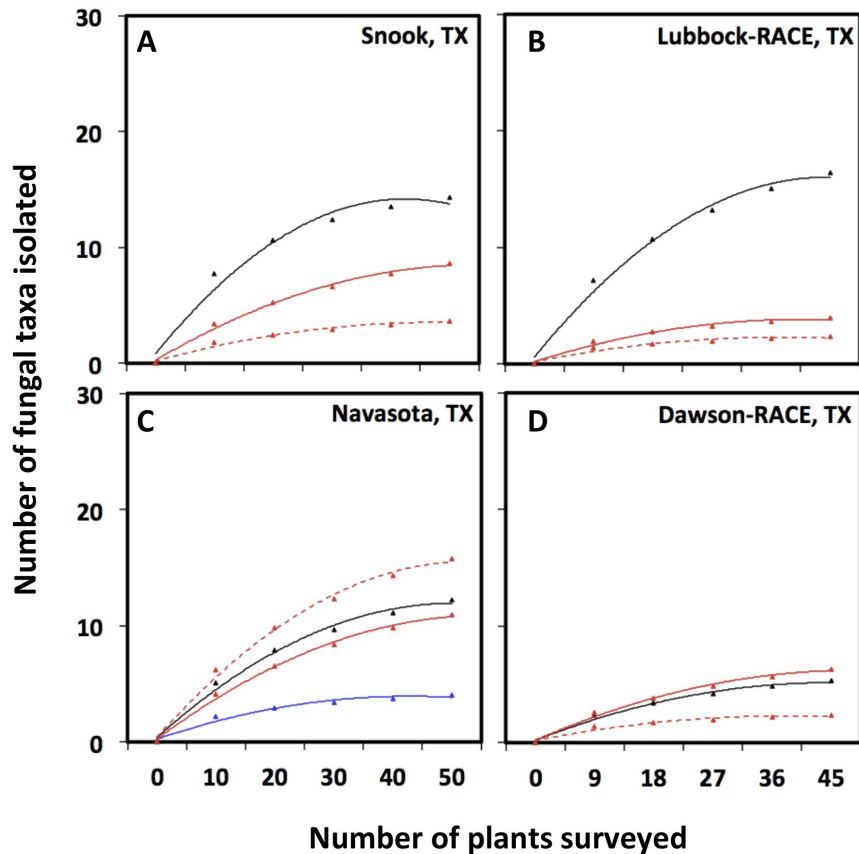 Number of fungal taxa isolated
30
20
10
0
A
Snook, TX
B
Lubbock-RACE, TX
30
20
10
0
C
Navasota, TX
D
Dawson-RACE, TX
0 10 20 30 40 50
0 9 18 27 36 45
Number of plants surveyed